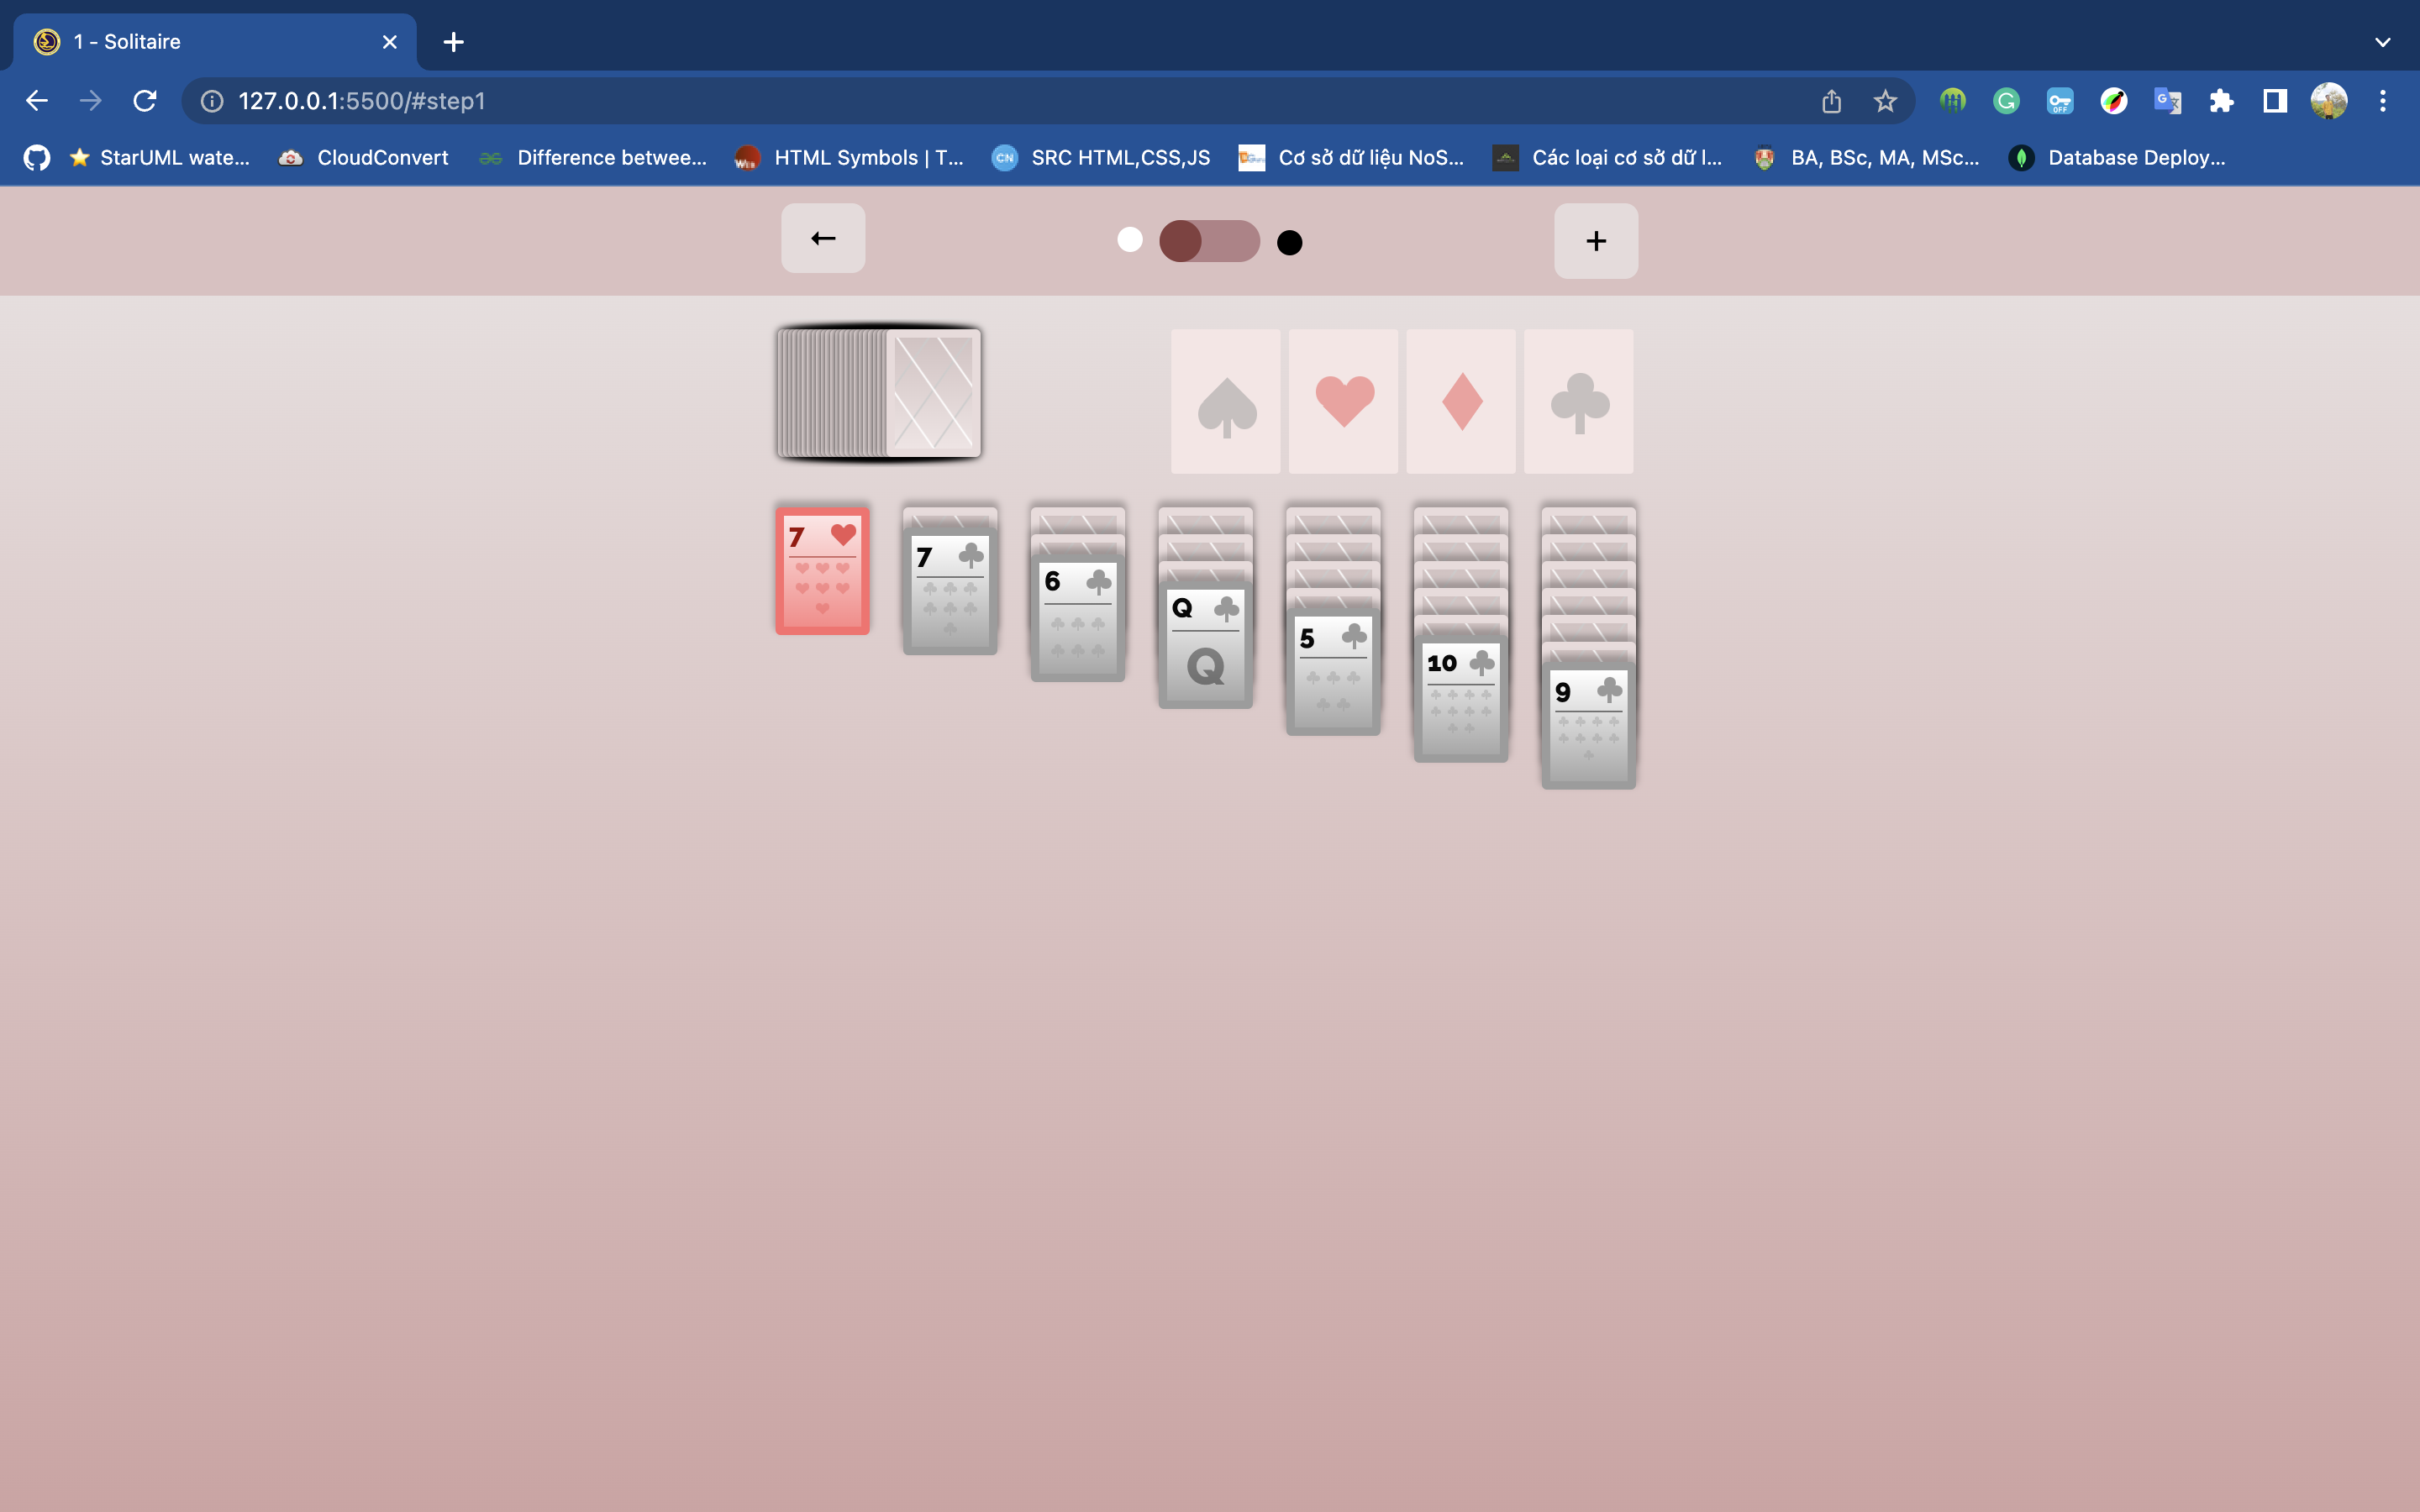 1 - Solitaire
127.0.0.1:5500/#step1
StarUML wate... CloudConvert Difference betwee... HTML Symbols | T... SRC HTML,CSS,JS Cơ sở dữ liệu NoS... Các loại cơ sở dữ l... BA, BSc, MA, MSc... Database Deploy...
7
7
6
Q
Q
5
10
9